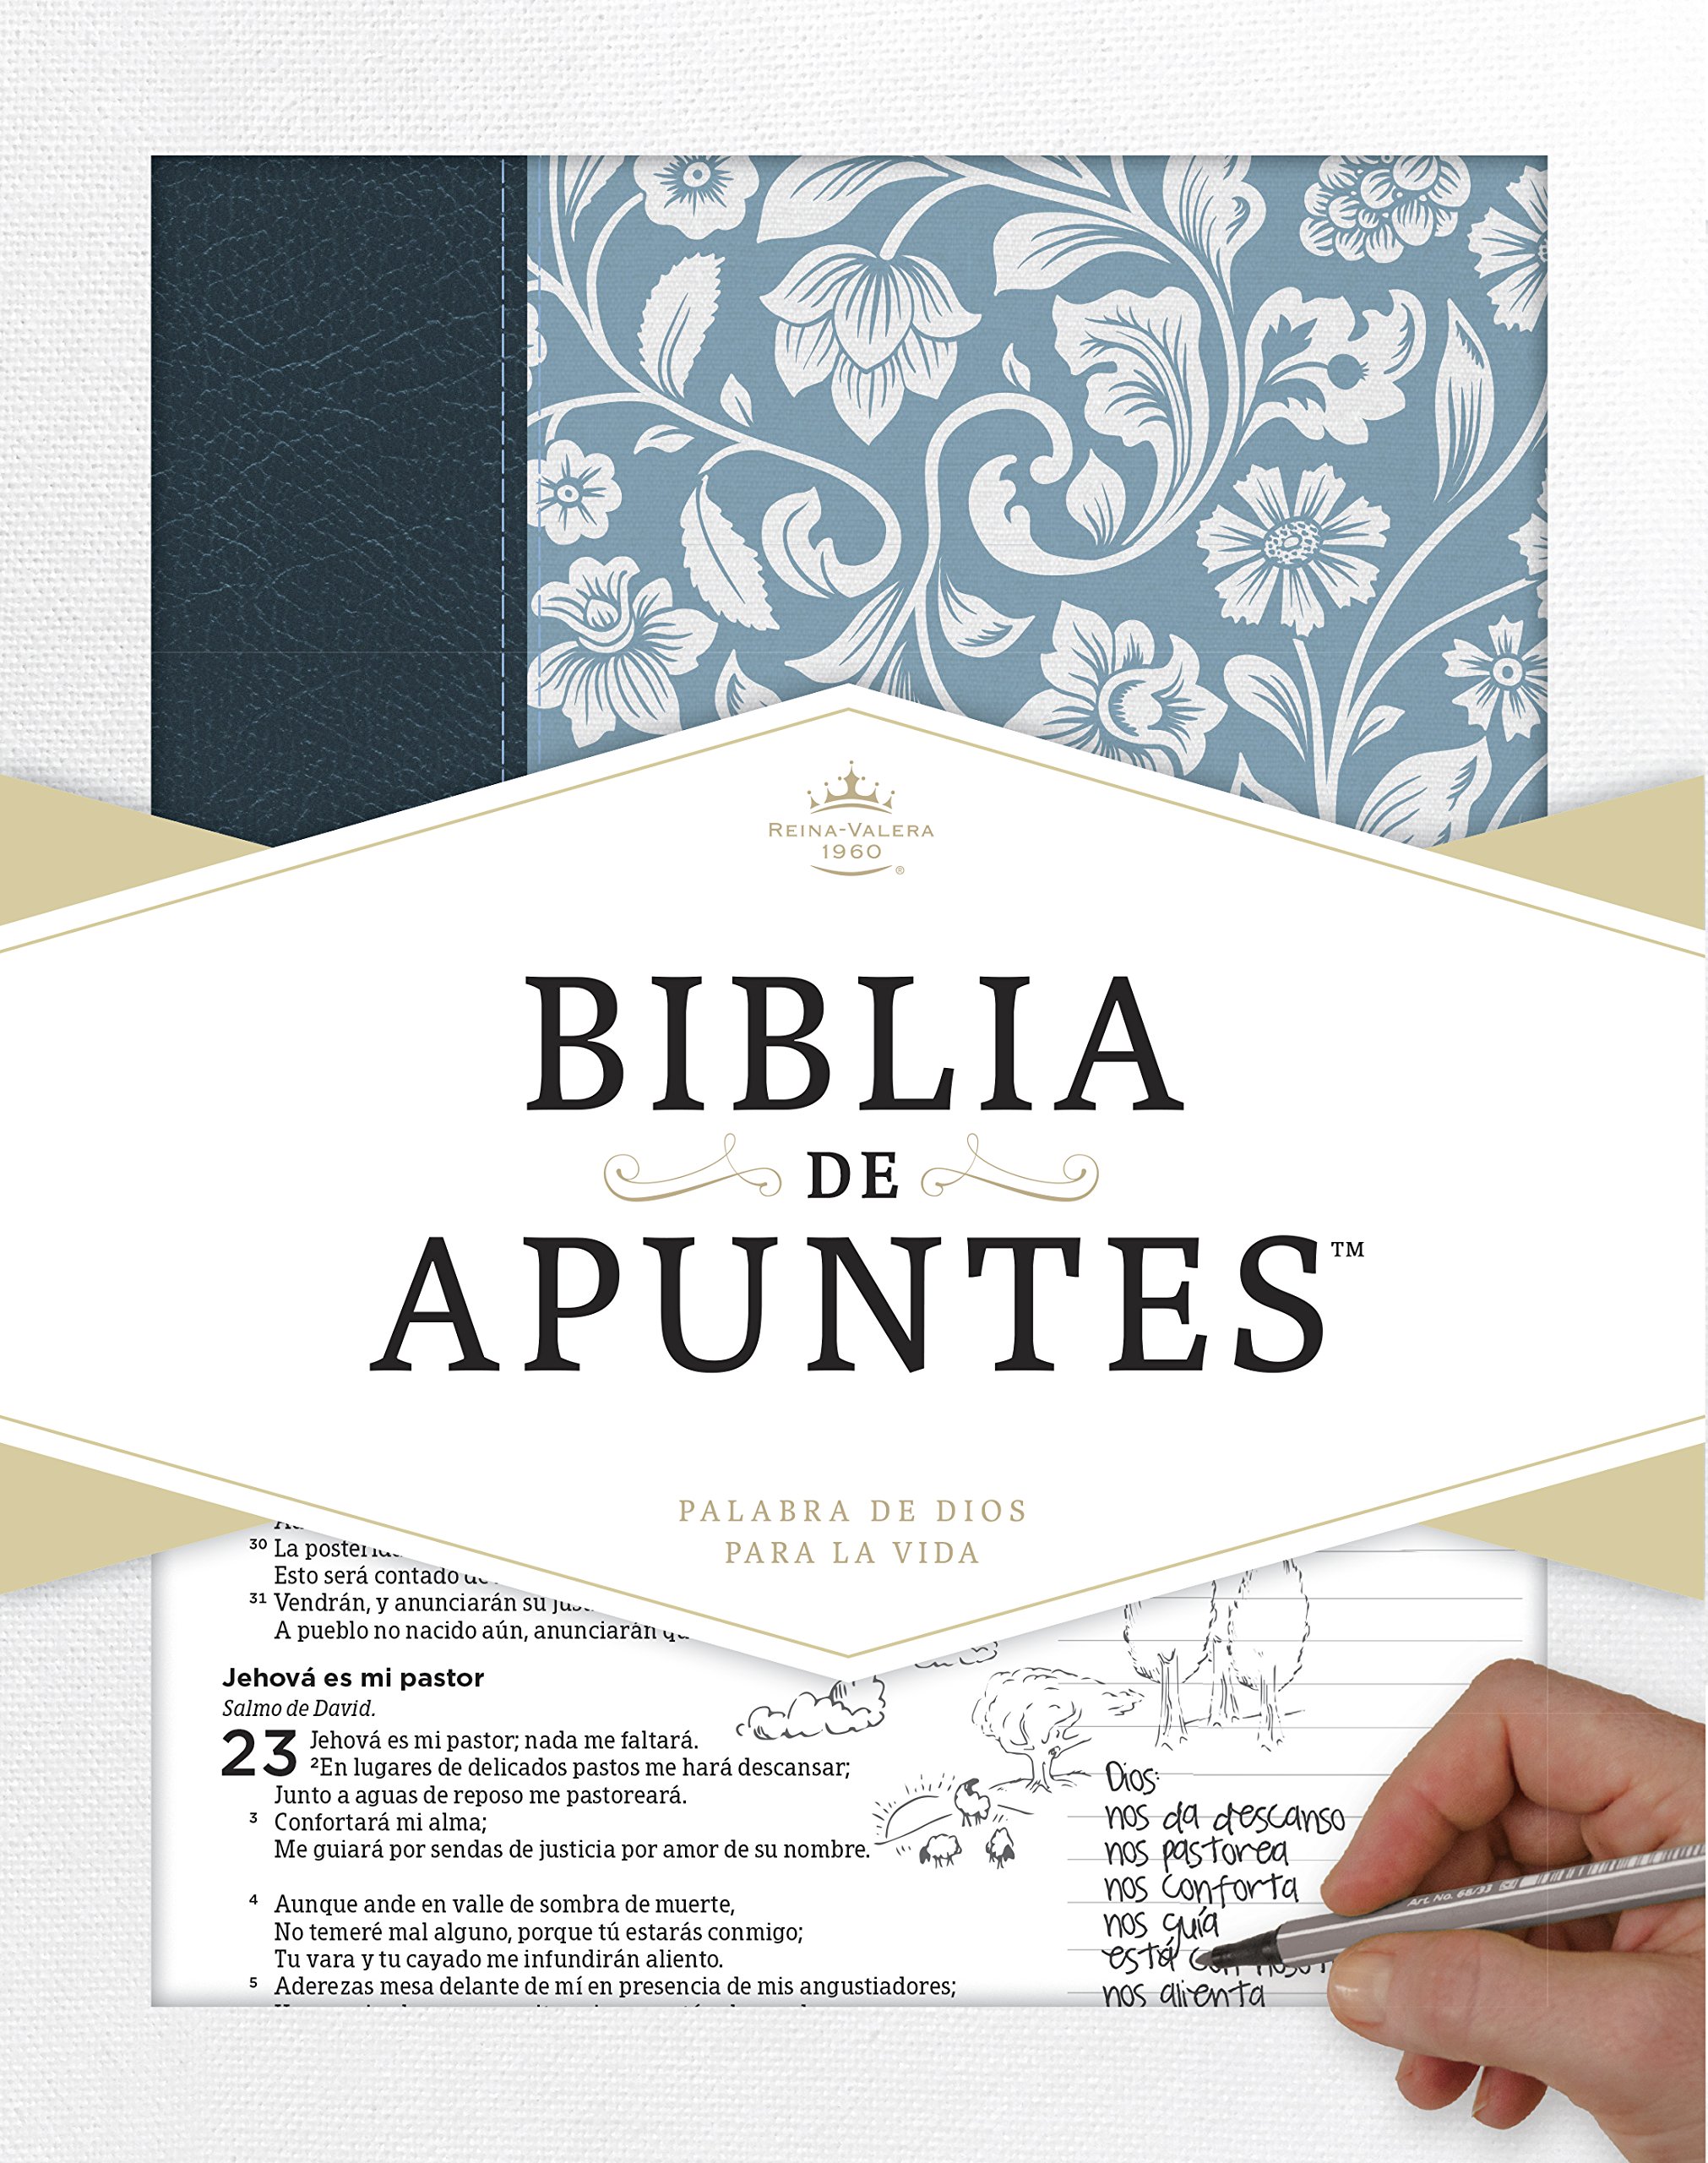 REINA-VALERA
1960
®
BIBLIA
DE
APUNTES™
PALABRA DE DIOS
PARA LA VIDA
30 La
Esto será contado
31 Vendrán, y anunciarán su
A pueblo no nacido aún, anunciarán
Jehová es mi pastor
Salmo de David.
23 Jehová es mi pastor; nada me faltará.
2En lugares de delicados pastos me hará descansar;
Junto a aguas de reposo me pastoreará.
3 Confortará mi alma;
Me guiará por sendas de justicia por amor de su nombre.
4 Aunque ande en valle de sombra de muerte,
No temeré mal alguno, porque tú estarás conmigo;
Tu vara y tu cayado me infundirán aliento.
5 Aderezas mesa delante de mí en presencia de mis angustiadores;
Dios:
nos da descanso
nos pastorea
nos conforta
nos guía
está
nos alienta
Art. No. 68/33